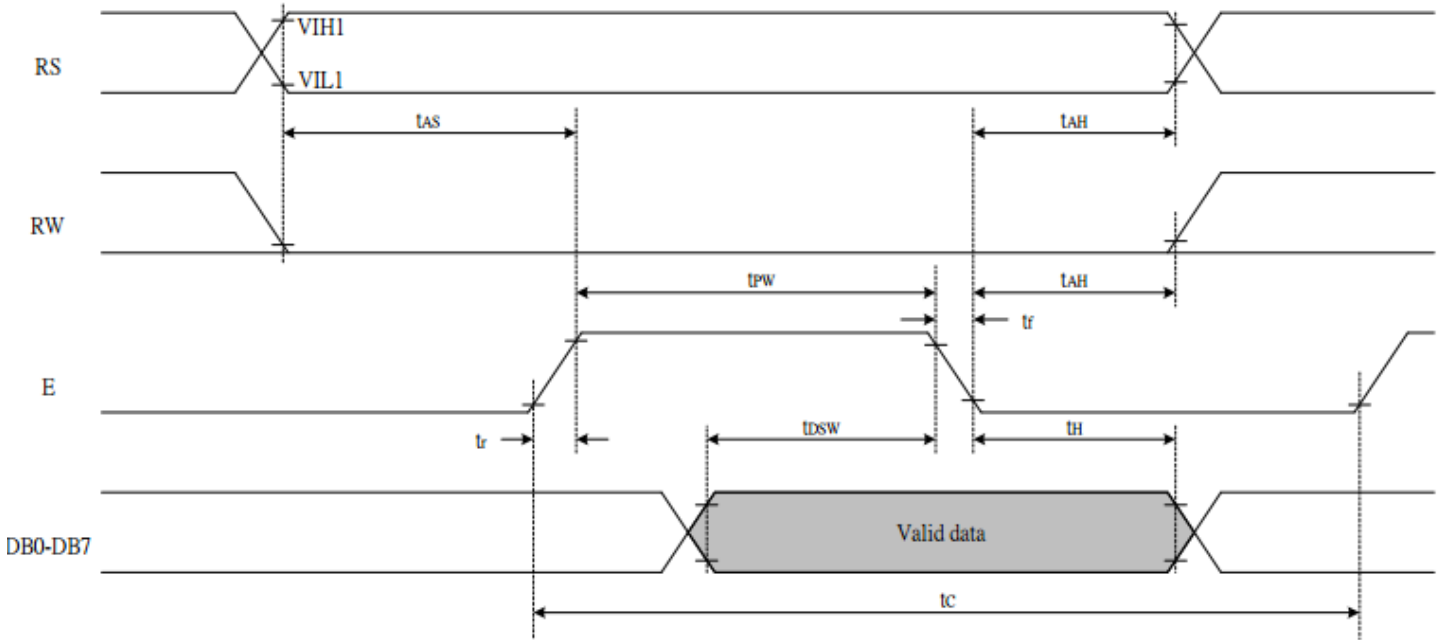 VIH1
RS
VIL1
tAS
tAH
RW
tPW
tAH
tf
E
tr
tDSW
tH
DB0-DB7
Valid data
tC